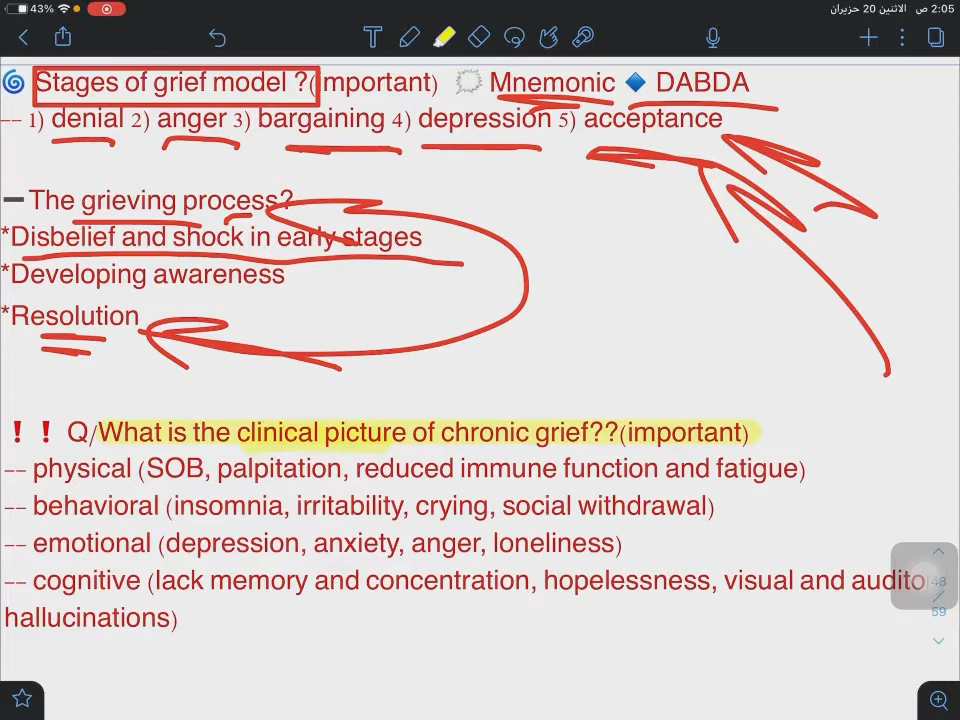 43%
2:05 ص الاثنين 20 حزيران
Stages of grief model ?(important) Mnemonic 🔷 DABDA
-- 1) denial 2) anger 3) bargaining 4) depression 5) acceptance
➖The grieving process?
*Disbelief and shock in early stages
*Developing awareness
*Resolution
❗❗ Q/What is the clinical picture of chronic grief??(important)
-- physical (SOB, palpitation, reduced immune function and fatigue)
-- behavioral (insomnia, irritability, crying, social withdrawal)
-- emotional (depression, anxiety, anger, loneliness)
-- cognitive (lack memory and concentration, hopelessness, visual and audito
hallucinations)
48
59